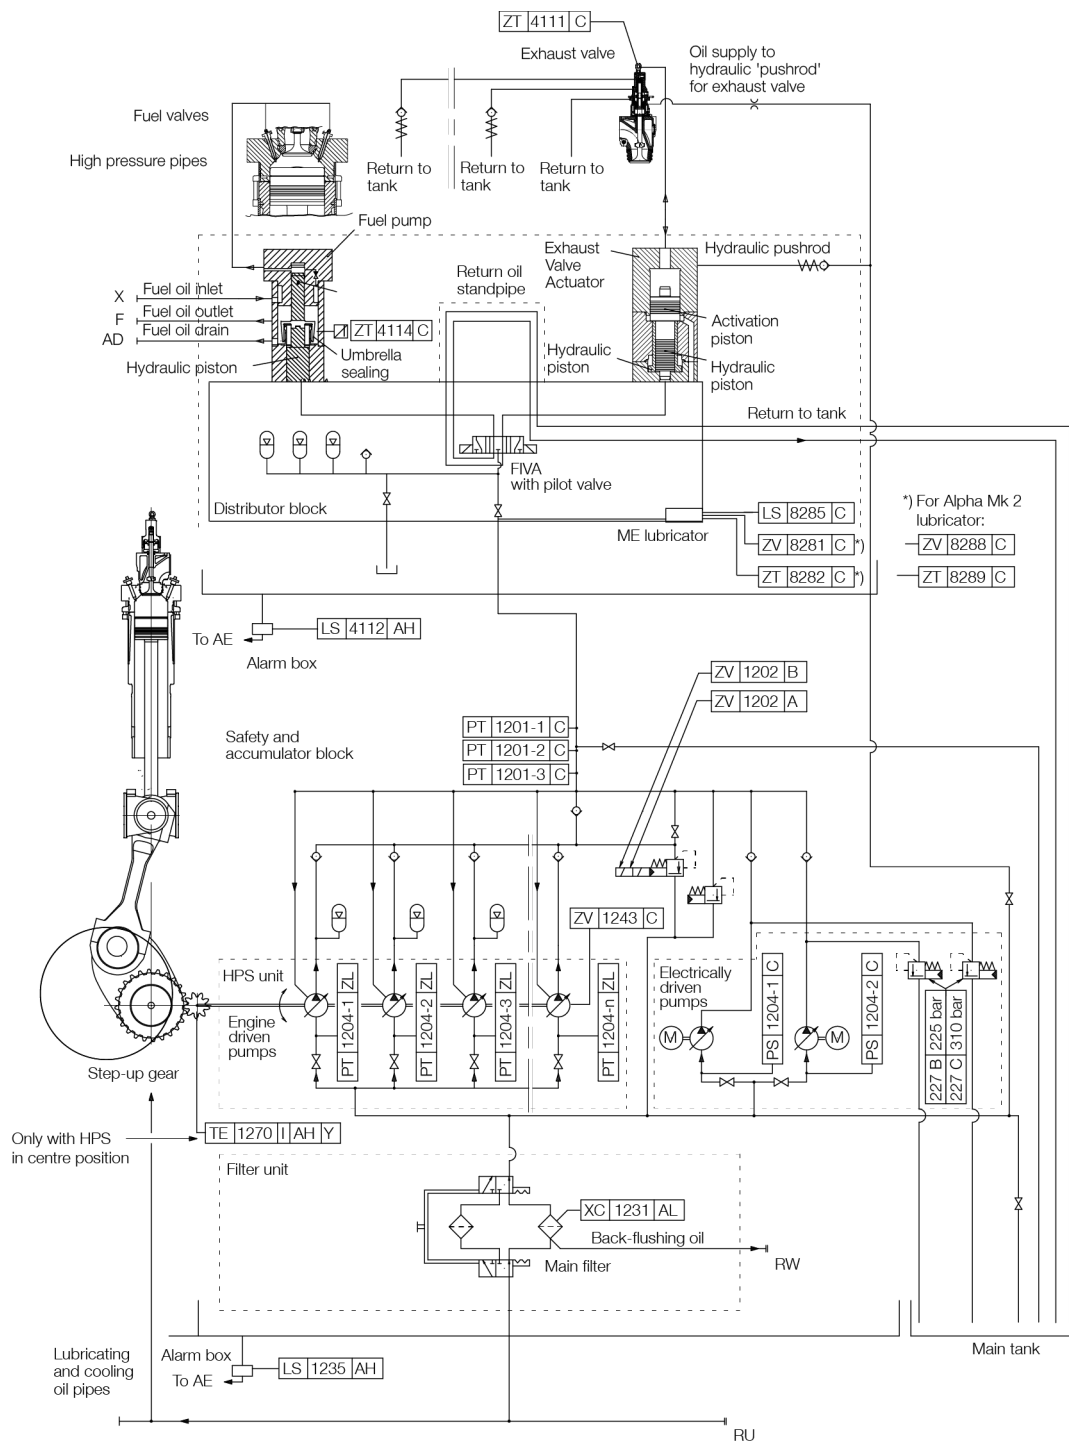 ZT 4111 C
Exhaust valve
Oil supply to
hydraulic 'pushrod'
for exhaust valve
Fuel valves
High pressure pipes
Return to
tank
Return to
tank
Return to
tank
Fuel pump
Hydraulic pushrod
Exhaust
Valve
Actuator
Return oil
standpipe
X
Fuel oil inlet
F
Fuel oil outlet
AD
Fuel oil drain
ZT 4114 C
Activation
piston
Umbrella
sealing
Hydraulic piston
Hydraulic
piston
Hydraulic
piston
Return to tank
FIVA
with pilot valve
Distributor block
ME lubricator
LS 8285 C
ZV 8281 C *)
ZT 8282 C *)
*) For Alpha Mk 2
lubricator:
ZV 8288 C
ZT 8289 C
To AE
LS 4112 AH
Alarm box
ZV 1202 B
ZV 1202 A
Safety and
accumulator block
PT 1201-1 C
PT 1201-2 C
PT 1201-3 C
ZV 1243 C
HPS unit
Engine
driven
pumps
PT 1204-1 ZL
PT 1204-2 ZL
PT 1204-3 ZL
PT 1204-n ZL
Electrically
driven
pumps
M
M
PS 1204-1 C
PS 1204-2 C
227 B 225 bar
227 C 310 bar
Step-up gear
Only with HPS
in centre position
TE 1270 I AH Y
Filter unit
XC 1231 AL
Back-flushing oil
Main filter
RW
Main tank
Alarm box
To AE
LS 1235 AH
Lubricating
and cooling
oil pipes
RU